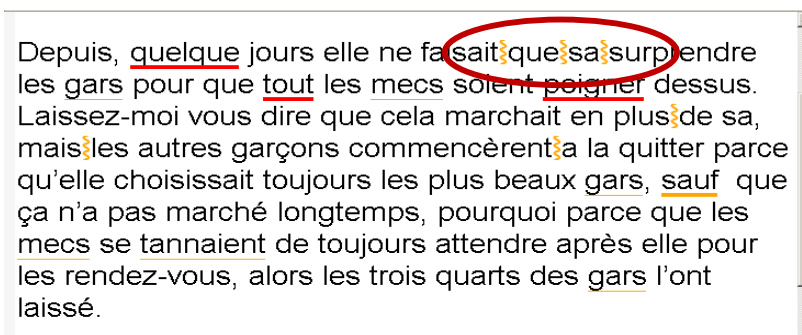 Depuis, quelque jours elle ne faisait que sa surprendre
les gars pour que tout les mecs soient poigner dessus.
Laissez-moi vous dire que cela marchait en plus de sa,
mais les autres garçons commencèrent a la quitter parce
qu'elle choisissait toujours les plus beaux gars, sauf que
ça n'a pas marché longtemps, pourquoi parce que les
mecs se tannaient de toujours attendre après elle pour
les rendez-vous, alors les trois quarts des gars l'ont
laissé.